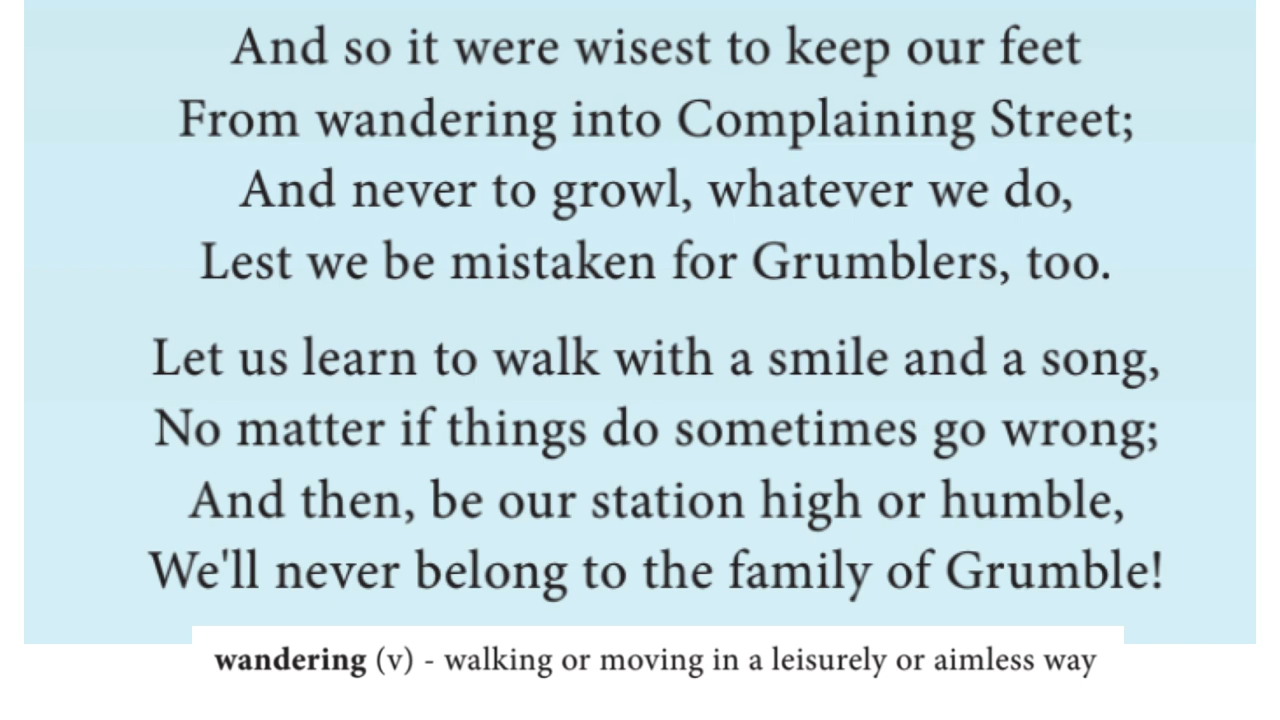 And so it were wisest to keep our feet
From wandering into Complaining Street;
And never to growl, whatever we do,
Lest we be mistaken for Grumblers, too.
Let us learn to walk with a smile and a song,
No matter if things do sometimes go wrong;
And then, be our station high or humble,
We'll never belong to the family of Grumble!
wandering (v) - walking or moving in a leisurely or aimless way